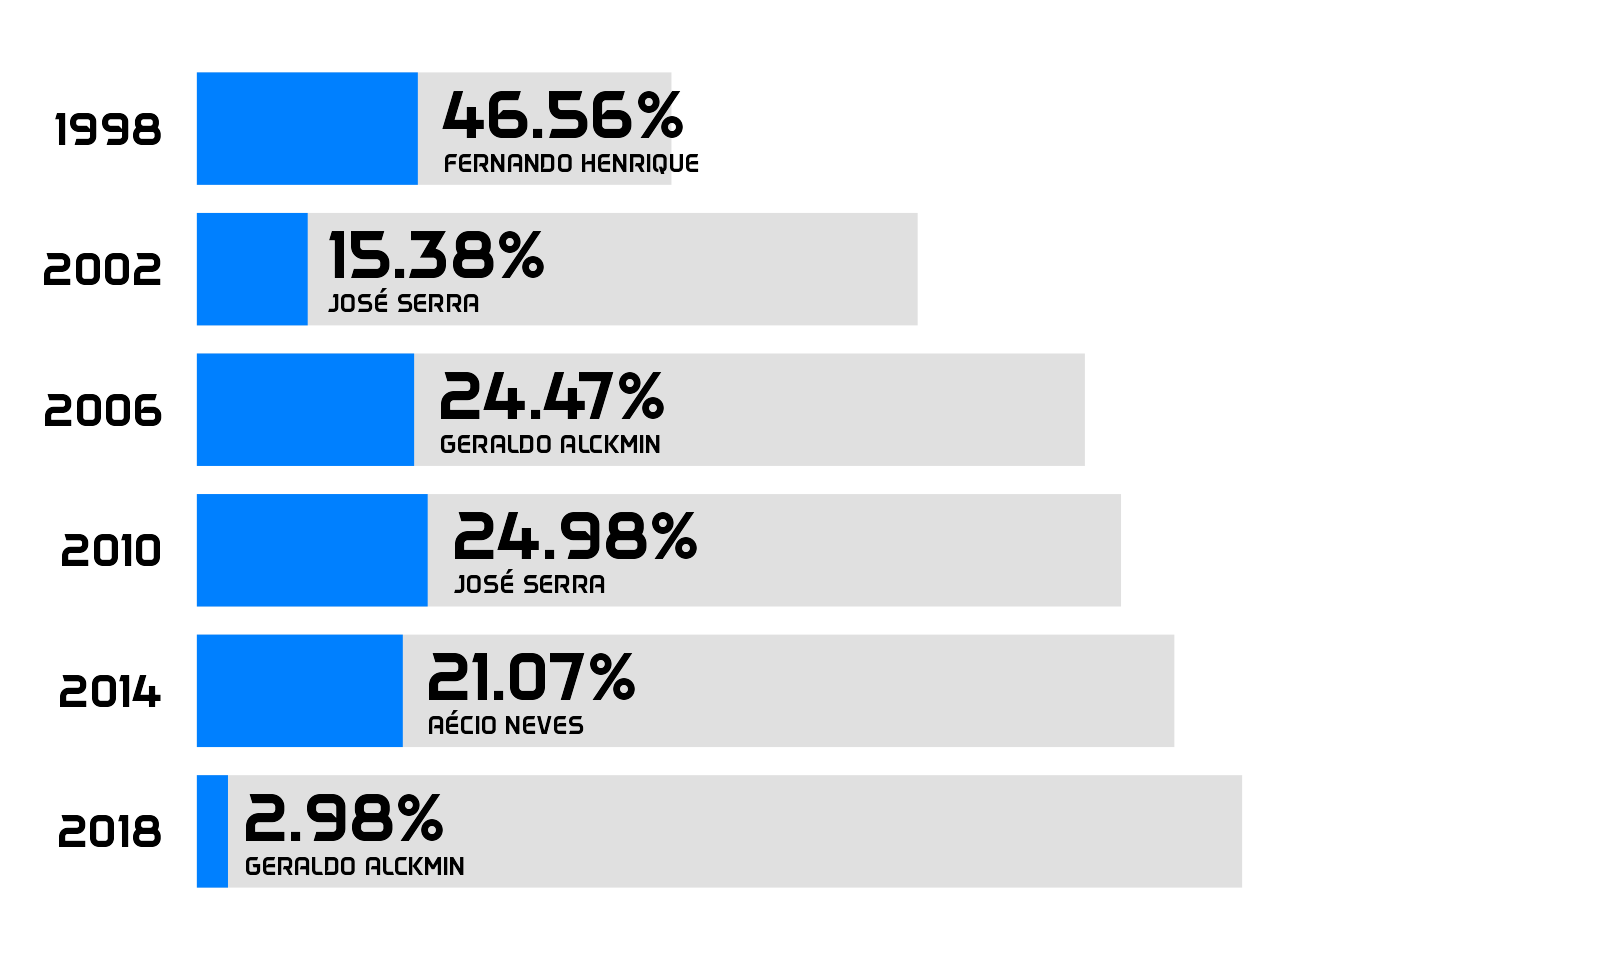 1998
46.56%
FERNANDO HENRIQUE
2002
15.38%
JOSÉ SERRA
2006
24.47%
GERALDO ALCKMIN
2010
24.98%
JOSÉ SERRA
2014
21.07%
AÉCIO NEVES
2018
2.98%
GERALDO ALCKMIN